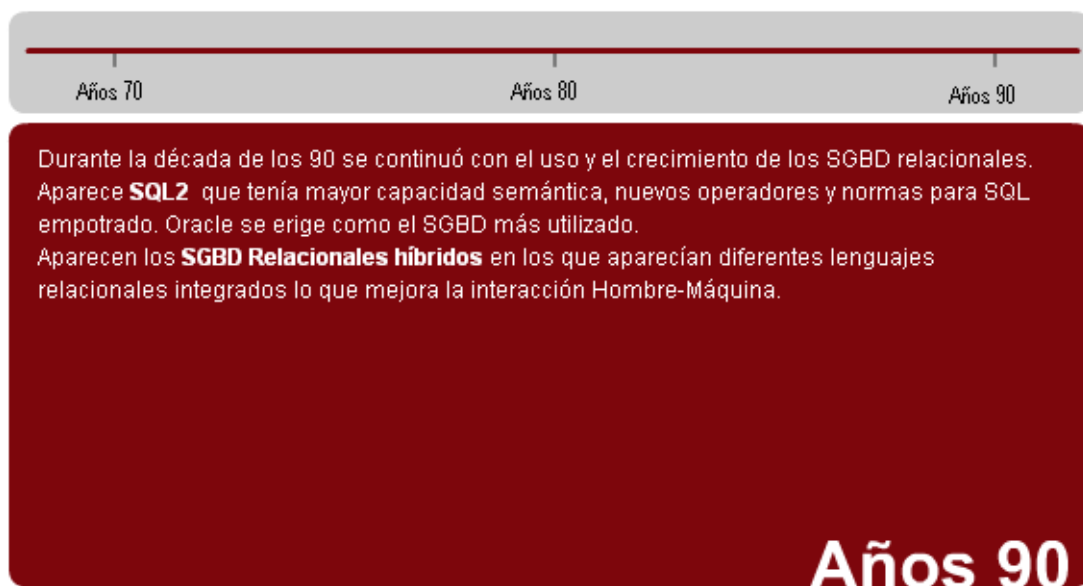 Años 70 Años 80 Años 90
Durante la década de los 90 se continuó con el uso y el crecimiento de los SGBD relacionales.
Aparece SQL2 que tenía mayor capacidad semántica, nuevos operadores y normas para SQL
empotrado. Oracle se erige como el SGBD más utilizado.
Aparecen los SGBD Relacionales híbridos en los que aparecían diferentes lenguajes
relacionales integrados lo que mejora la interacción Hombre-Máquina.
Años 90